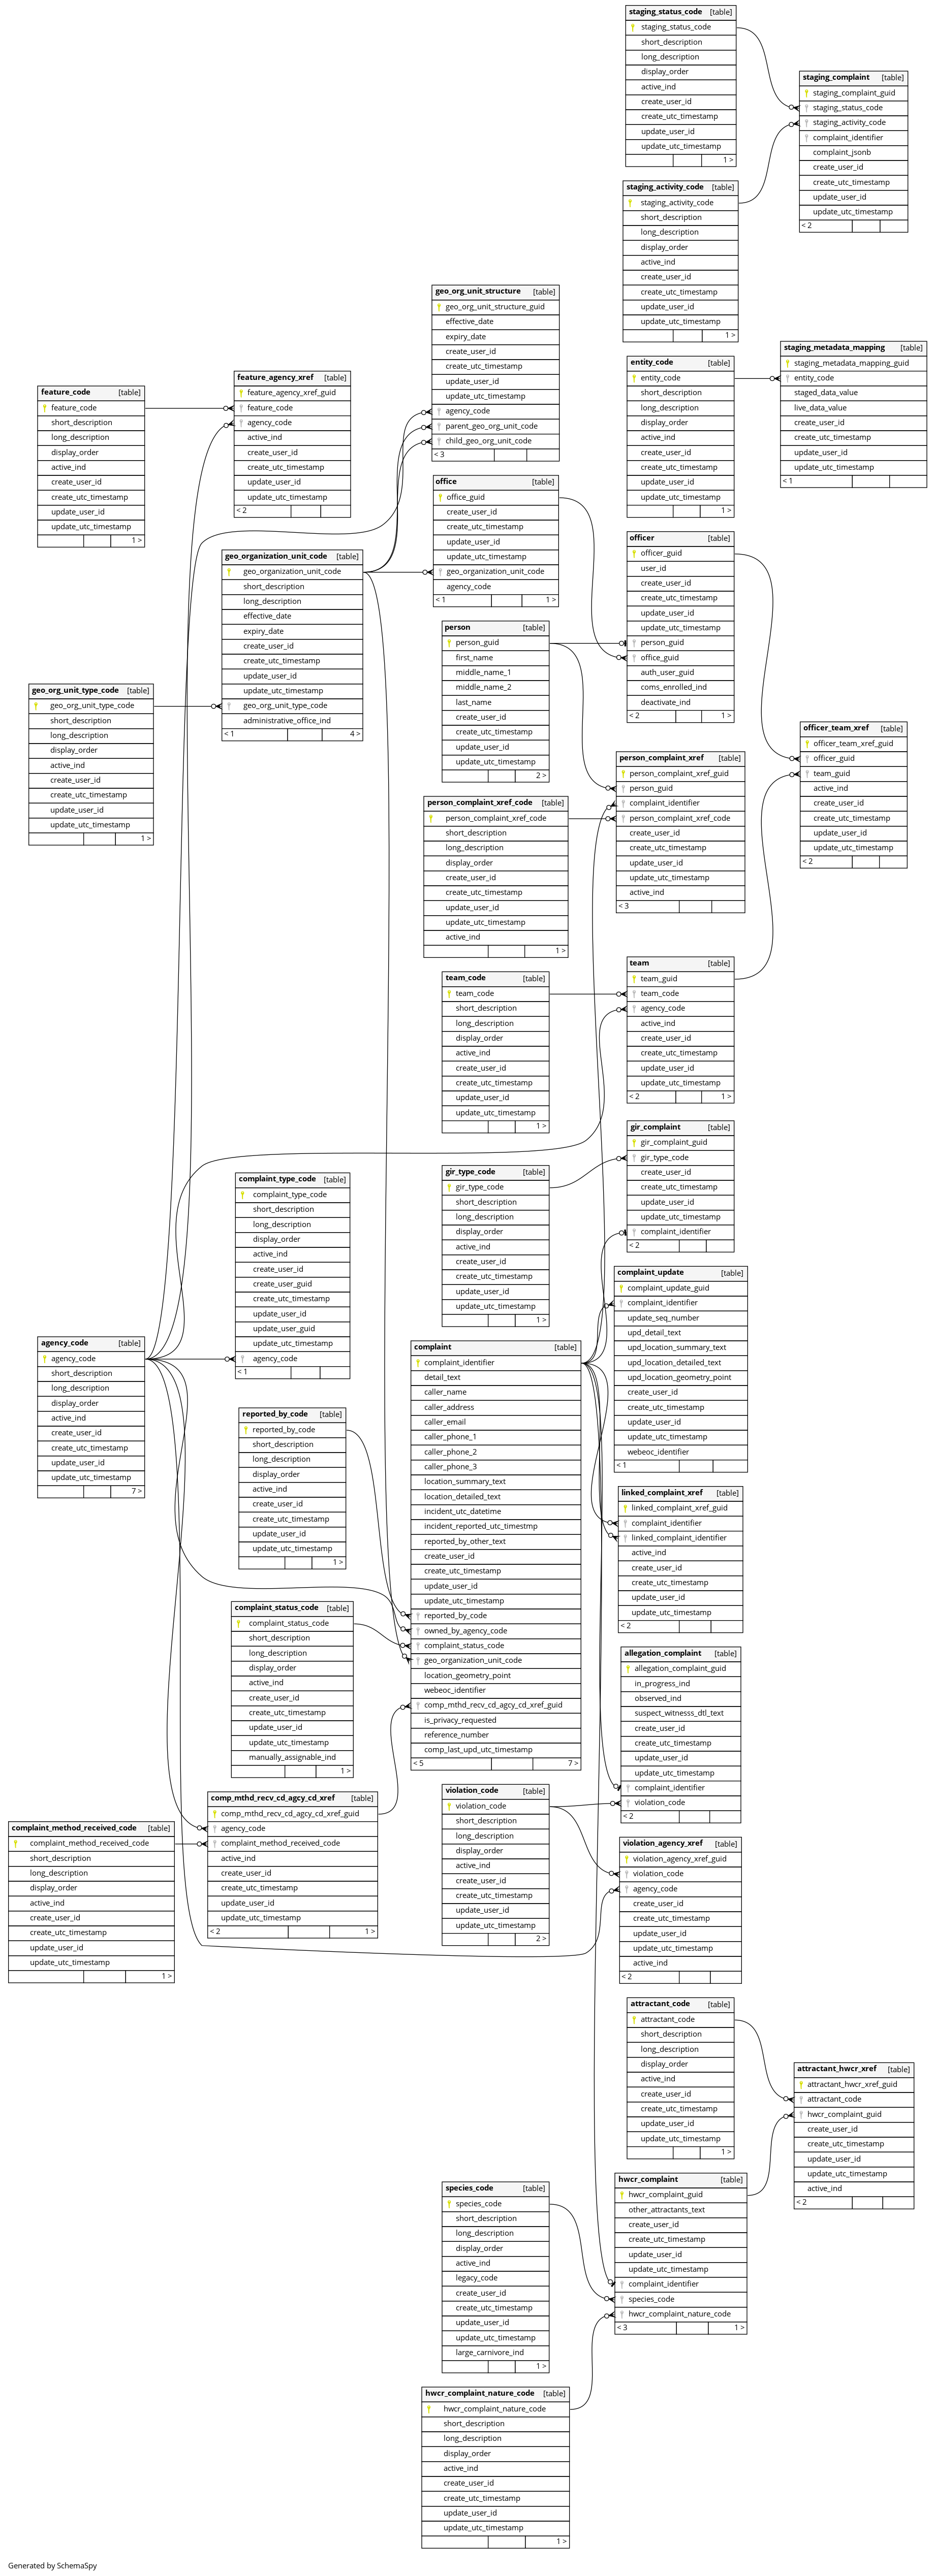 staging_status_code [table]
staging_status_code
short_description
long_description
display_order
active_ind
create_user_id
create_utc_timestamp
update_user_id
update_utc_timestamp
1 >
staging_complaint [table]
staging_complaint_guid
staging_status_code
staging_activity_code
complaint_identifier
complaint_jsonb
create_user_id
create_utc_timestamp
update_user_id
update_utc_timestamp
< 2
staging_activity_code [table]
staging_activity_code
short_description
long_description
display_order
active_ind
create_user_id
create_utc_timestamp
update_user_id
update_utc_timestamp
1 >
geo_org_unit_structure [table]
geo_org_unit_structure_guid
effective_date
expiry_date
create_user_id
create_utc_timestamp
update_user_id
update_utc_timestamp
agency_code
parent_geo_org_unit_code
child_geo_org_unit_code
< 3
staging_metadata_mapping [table]
staging_metadata_mapping_guid
entity_code
staged_data_value
live_data_value
create_user_id
create_utc_timestamp
update_user_id
update_utc_timestamp
< 1
entity_code [table]
entity_code
short_description
long_description
display_order
active_ind
create_user_id
create_utc_timestamp
update_user_id
update_utc_timestamp
1 >
feature_agency_xref [table]
feature_agency_xref_guid
feature_code
agency_code
active_ind
create_user_id
create_utc_timestamp
update_user_id
update_utc_timestamp
< 2
feature_code [table]
feature_code
short_description
long_description
display_order
active_ind
create_user_id
create_utc_timestamp
update_user_id
update_utc_timestamp
1 >
office [table]
office_guid
create_user_id
create_utc_timestamp
update_user_id
update_utc_timestamp
geo_organization_unit_code
agency_code
< 1 1 >
officer [table]
officer_guid
user_id
create_user_id
create_utc_timestamp
update_user_id
update_utc_timestamp
person_guid
office_guid
auth_user_guid
coms_enrolled_ind
deactivate_ind
< 2 1 >
geo_organization_unit_code [table]
geo_organization_unit_code
short_description
long_description
effective_date
expiry_date
create_user_id
create_utc_timestamp
update_user_id
update_utc_timestamp
geo_org_unit_type_code
administrative_office_ind
< 1 4 >
person [table]
person_guid
first_name
middle_name_1
middle_name_2
last_name
create_user_id
create_utc_timestamp
update_user_id
update_utc_timestamp
2 >
geo_org_unit_type_code [table]
geo_org_unit_type_code
short_description
long_description
display_order
active_ind
create_user_id
create_utc_timestamp
update_user_id
update_utc_timestamp
1 >
officer_team_xref [table]
officer_team_xref_guid
officer_guid
team_guid
active_ind
create_user_id
create_utc_timestamp
update_user_id
update_utc_timestamp
< 2
person_complaint_xref [table]
person_complaint_xref_guid
person_guid
complaint_identifier
person_complaint_xref_code
create_user_id
create_utc_timestamp
update_user_id
update_utc_timestamp
active_ind
< 3
person_complaint_xref_code [table]
person_complaint_xref_code
short_description
long_description
display_order
create_user_id
create_utc_timestamp
update_user_id
update_utc_timestamp
active_ind
1 >
team [table]
team_guid
team_code
agency_code
active_ind
create_user_id
create_utc_timestamp
update_user_id
update_utc_timestamp
< 2 1 >
team_code [table]
team_code
short_description
long_description
display_order
active_ind
create_user_id
create_utc_timestamp
update_user_id
update_utc_timestamp
1 >
gir_complaint [table]
gir_complaint_guid
gir_type_code
create_user_id
create_utc_timestamp
update_user_id
update_utc_timestamp
complaint_identifier
< 2
gir_type_code [table]
gir_type_code
short_description
long_description
display_order
active_ind
create_user_id
create_utc_timestamp
update_user_id
update_utc_timestamp
1 >
complaint_type_code [table]
complaint_type_code
short_description
long_description
display_order
active_ind
create_user_id
create_user_guid
create_utc_timestamp
update_user_id
update_user_guid
update_utc_timestamp
agency_code
< 1
complaint_update [table]
complaint_update_guid
complaint_identifier
update_seq_number
upd_detail_text
upd_location_summary_text
upd_location_detailed_text
upd_location_geometry_point
create_user_id
create_utc_timestamp
update_user_id
update_utc_timestamp
webeoc_identifier
< 1
agency_code [table]
agency_code
short_description
long_description
display_order
active_ind
create_user_id
create_utc_timestamp
update_user_id
update_utc_timestamp
7 >
complaint [table]
complaint_identifier
detail_text
caller_name
caller_address
caller_email
caller_phone_1
caller_phone_2
caller_phone_3
location_summary_text
location_detailed_text
incident_utc_datetime
incident_reported_utc_timestmp
reported_by_other_text
create_user_id
create_utc_timestamp
update_user_id
update_utc_timestamp
reported_by_code
owned_by_agency_code
complaint_status_code
geo_organization_unit_code
location_geometry_point
webeoc_identifier
comp_mthd_recv_cd_agcy_cd_xref_guid
is_privacy_requested
reference_number
comp_last_upd_utc_timestamp
< 5 7 >
reported_by_code [table]
reported_by_code
short_description
long_description
display_order
active_ind
create_user_id
create_utc_timestamp
update_user_id
update_utc_timestamp
1 >
linked_complaint_xref [table]
linked_complaint_xref_guid
complaint_identifier
linked_complaint_identifier
active_ind
create_user_id
create_utc_timestamp
update_user_id
update_utc_timestamp
< 2
complaint_status_code [table]
complaint_status_code
short_description
long_description
display_order
active_ind
create_user_id
create_utc_timestamp
update_user_id
update_utc_timestamp
manually_assignable_ind
1 >
allegation_complaint [table]
allegation_complaint_guid
in_progress_ind
observed_ind
suspect_witnesss_dtl_text
create_user_id
create_utc_timestamp
update_user_id
update_utc_timestamp
complaint_identifier
violation_code
< 2
violation_code [table]
violation_code
short_description
long_description
display_order
active_ind
create_user_id
create_utc_timestamp
update_user_id
update_utc_timestamp
2 >
comp_mthd_recv_cd_agcy_cd_xref [table]
comp_mthd_recv_cd_agcy_cd_xref_guid
agency_code
complaint_method_received_code
active_ind
create_user_id
create_utc_timestamp
update_user_id
update_utc_timestamp
< 2 1 >
complaint_method_received_code [table]
complaint_method_received_code
short_description
long_description
display_order
active_ind
create_user_id
create_utc_timestamp
update_user_id
update_utc_timestamp
1 >
violation_agency_xref [table]
violation_agency_xref_guid
violation_code
agency_code
create_user_id
create_utc_timestamp
update_user_id
update_utc_timestamp
active_ind
< 2
attractant_code [table]
attractant_code
short_description
long_description
display_order
active_ind
create_user_id
create_utc_timestamp
update_user_id
update_utc_timestamp
1 >
attractant_hwcr_xref [table]
attractant_hwcr_xref_guid
attractant_code
hwcr_complaint_guid
create_user_id
create_utc_timestamp
update_user_id
update_utc_timestamp
active_ind
< 2
hwcr_complaint [table]
hwcr_complaint_guid
other_attractants_text
create_user_id
create_utc_timestamp
update_user_id
update_utc_timestamp
complaint_identifier
species_code
hwcr_complaint_nature_code
< 3 1 >
species_code [table]
species_code
short_description
long_description
display_order
active_ind
legacy_code
create_user_id
create_utc_timestamp
update_user_id
update_utc_timestamp
large_carnivore_ind
1 >
hwcr_complaint_nature_code [table]
hwcr_complaint_nature_code
short_description
long_description
display_order
active_ind
create_user_id
create_utc_timestamp
update_user_id
update_utc_timestamp
1 >
Generated by SchemaSpy